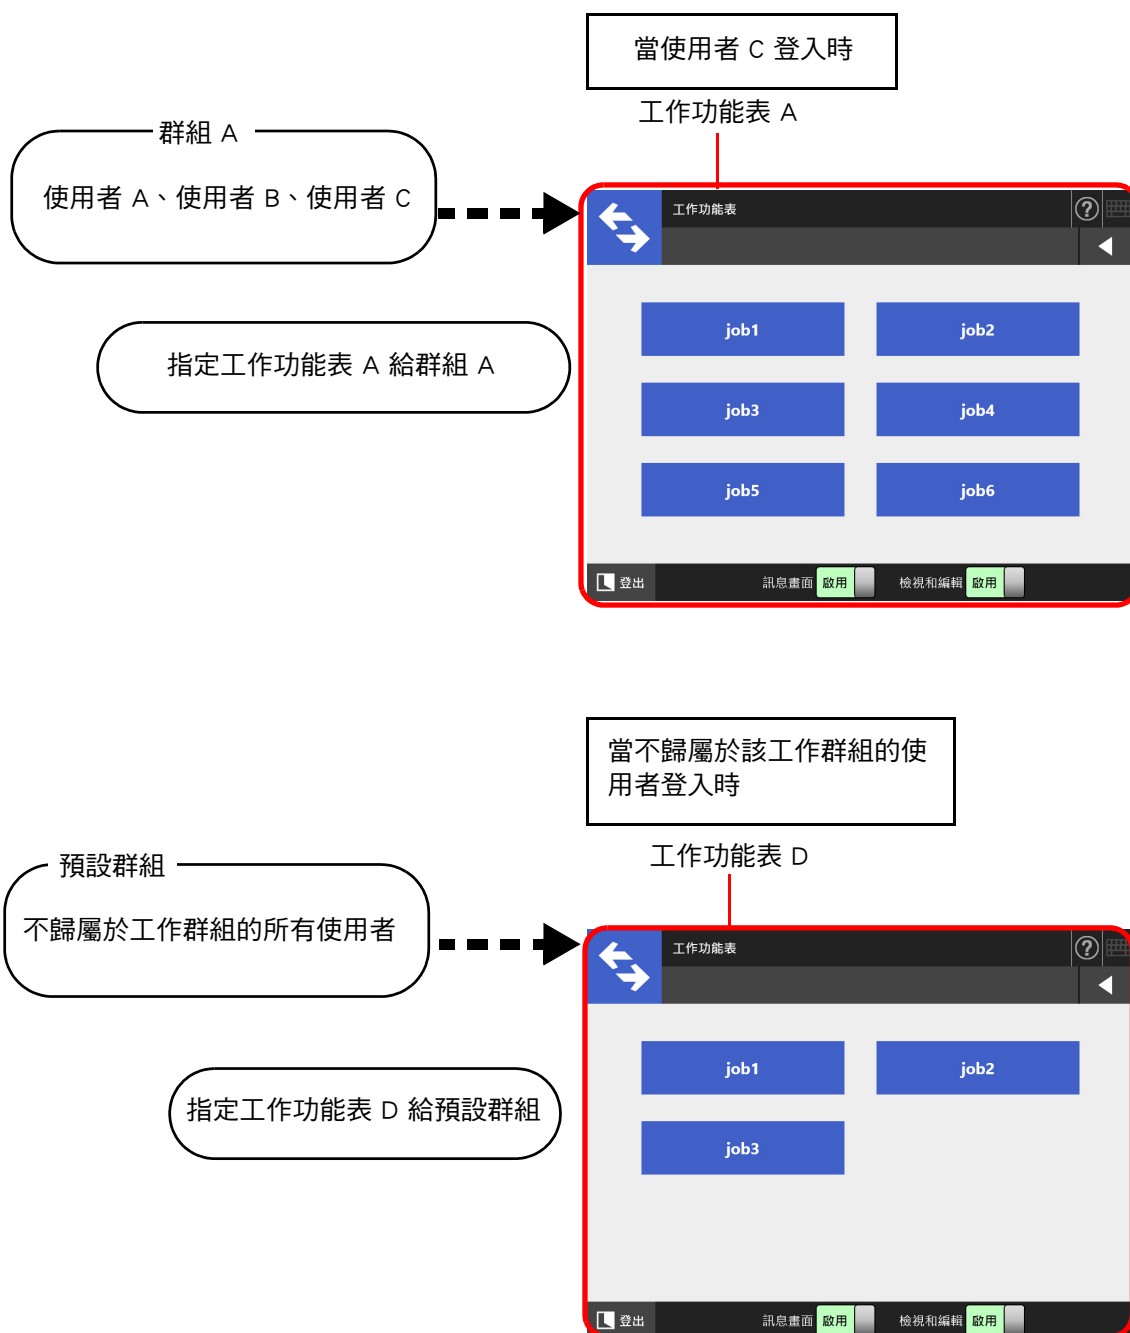 當使用者 C 登入時
工作功能表 A
群組 A
使用者 A、使用者 B、使用者 C
指定工作功能表 A 給群組 A
工作功能表
?
job1
job2
job3
job4
job5
job6
登出
訊息畫面 啟用
檢視和編輯 啟用
當不歸屬於該工作群組的使
用者登入時
工作功能表 D
預設群組
不歸屬於工作群組的所有使用者
指定工作功能表 D 給預設群組
工作功能表
?
job1
job2
job3
登出
訊息畫面 啟用
檢視和編輯 啟用